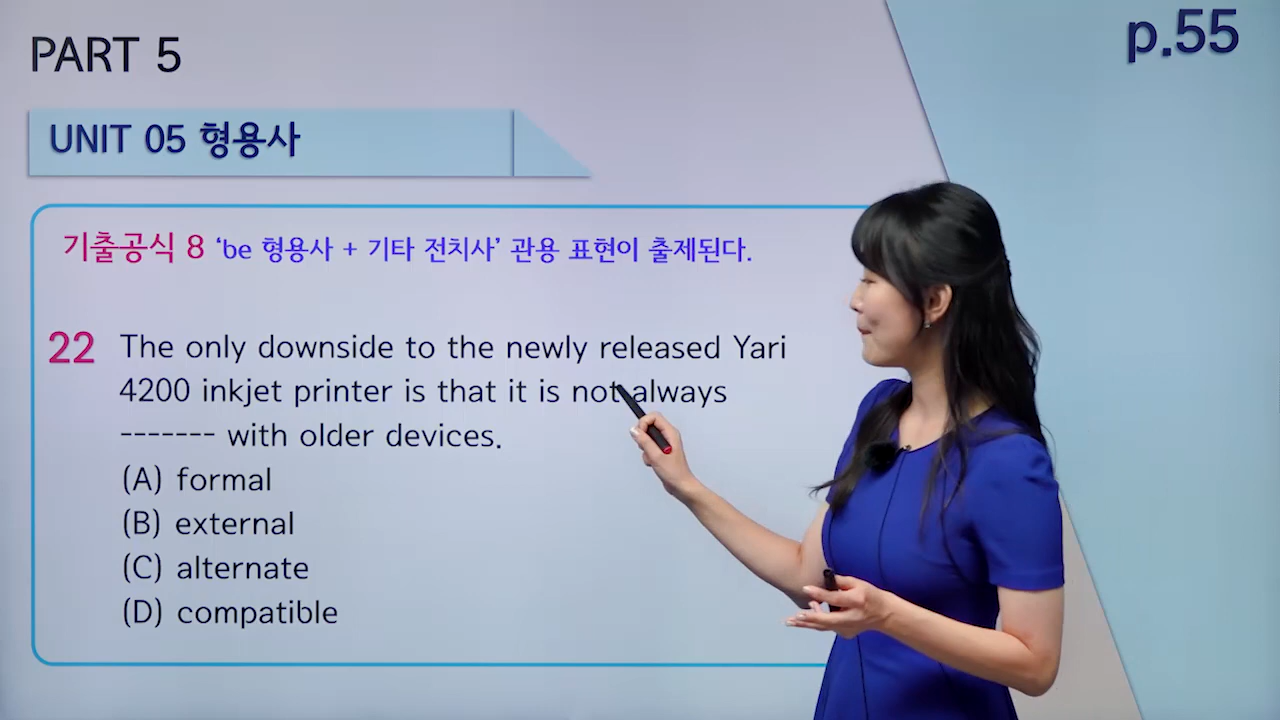 PART 5
p.55
UNIT 05 형용사
기출공식 8 ‘be 형용사 + 기타 전치사’ 관용 표현이 출제된다.
22 The only downside to the newly released Yari
4200 inkjet printer is that it is not always
------- with older devices.
(A) formal
(B) external
(C) alternate
(D) compatible